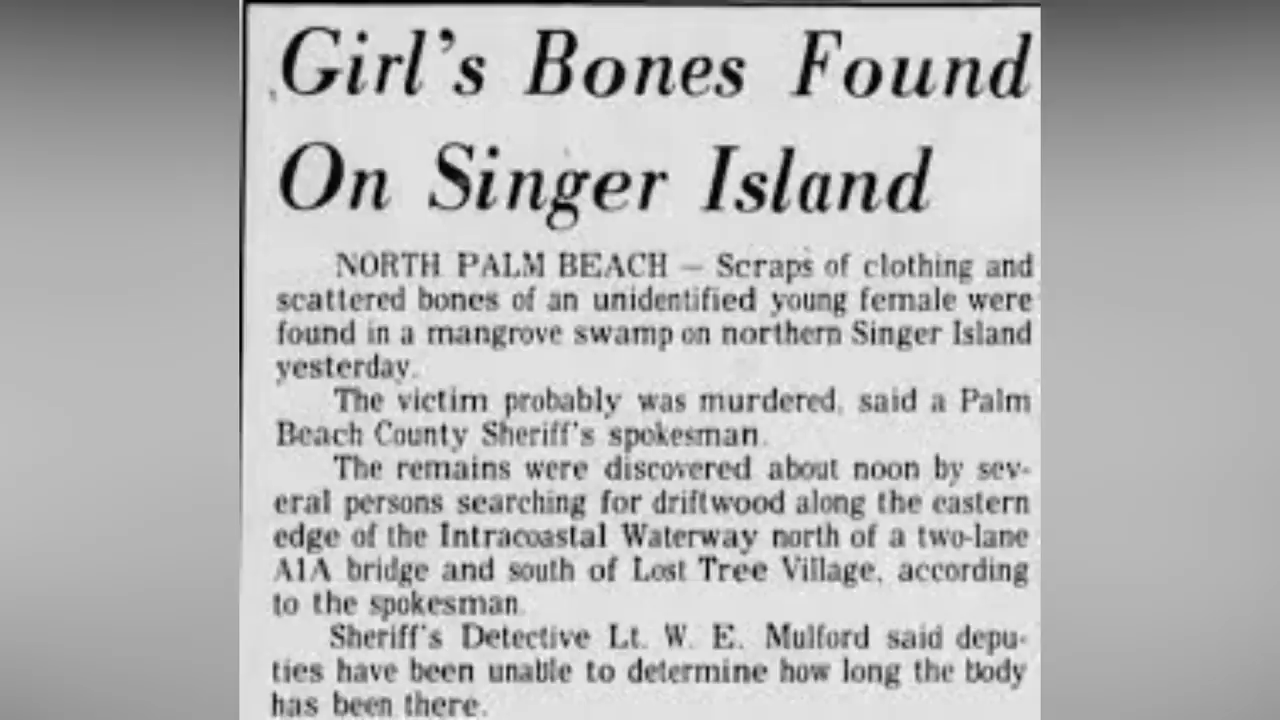 Girl's Bones Found
On Singer Island
NORTH PALM BEACH — Scraps of clothing and
scattered bones of an unidentified young female were
found in a mangrove swamp on northern Singer Island
yesterday.
The victim probably was murdered, said a Palm
Beach County Sheriff's spokesman.
The remains were discovered about noon by sev-
eral persons searching for driftwood along the eastern
edge of the Intracoastal Waterway north of a two-lane
A1A bridge and south of Lost Tree Village, according
to the spokesman.
Sheriff's Detective Lt. W. E. Mulford said depu-
ties have been unable to determine how long the body
has been there.